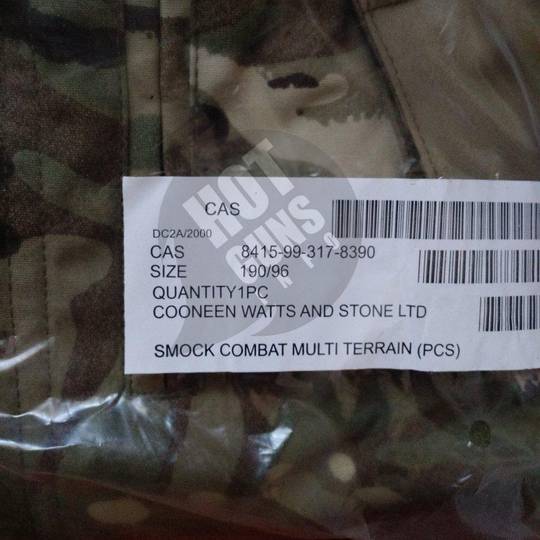 CAS
DC2A/2000
CAS 8415-99-317-8390
SIZE 190/96
QUANTITY1PC
COONEEN WATTS AND STONE LTD
SMOCK COMBAT MULTI TERRAIN (PCS)
HOT
GUNS